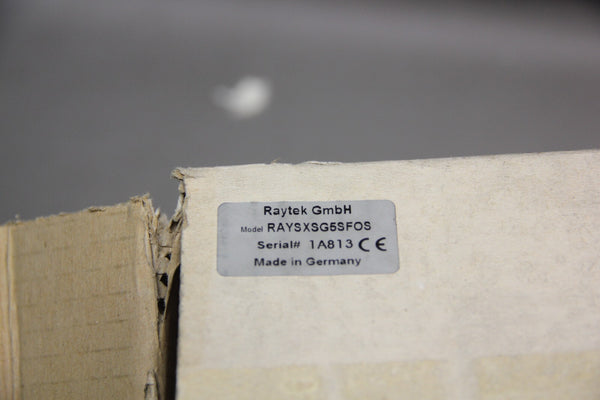 Raytek GmbH
Model RAYSXSG5SFOS
Serial# 1A813 CE
Made in Germany